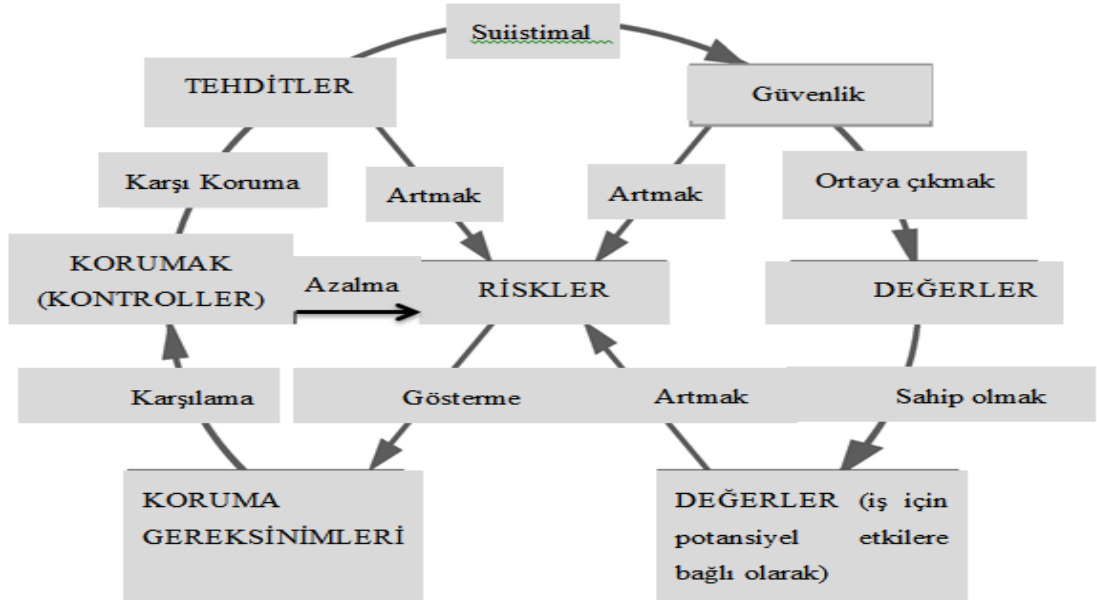 Suiistimal
TEHDİTLER
Güvenlik
Karşı Koruma
Artmak
Artmak
Ortaya çıkmak
KORUMAK
(KONTROLLER)
Azalma
RİSKLER
DEĞERLER
Karşılama
Gösterme
Artmak
Sahip olmak
KORUMA
GEREKSİNİMLERİ
DEĞERLER (iş için
potansiyel etkilere
bağlı olarak)